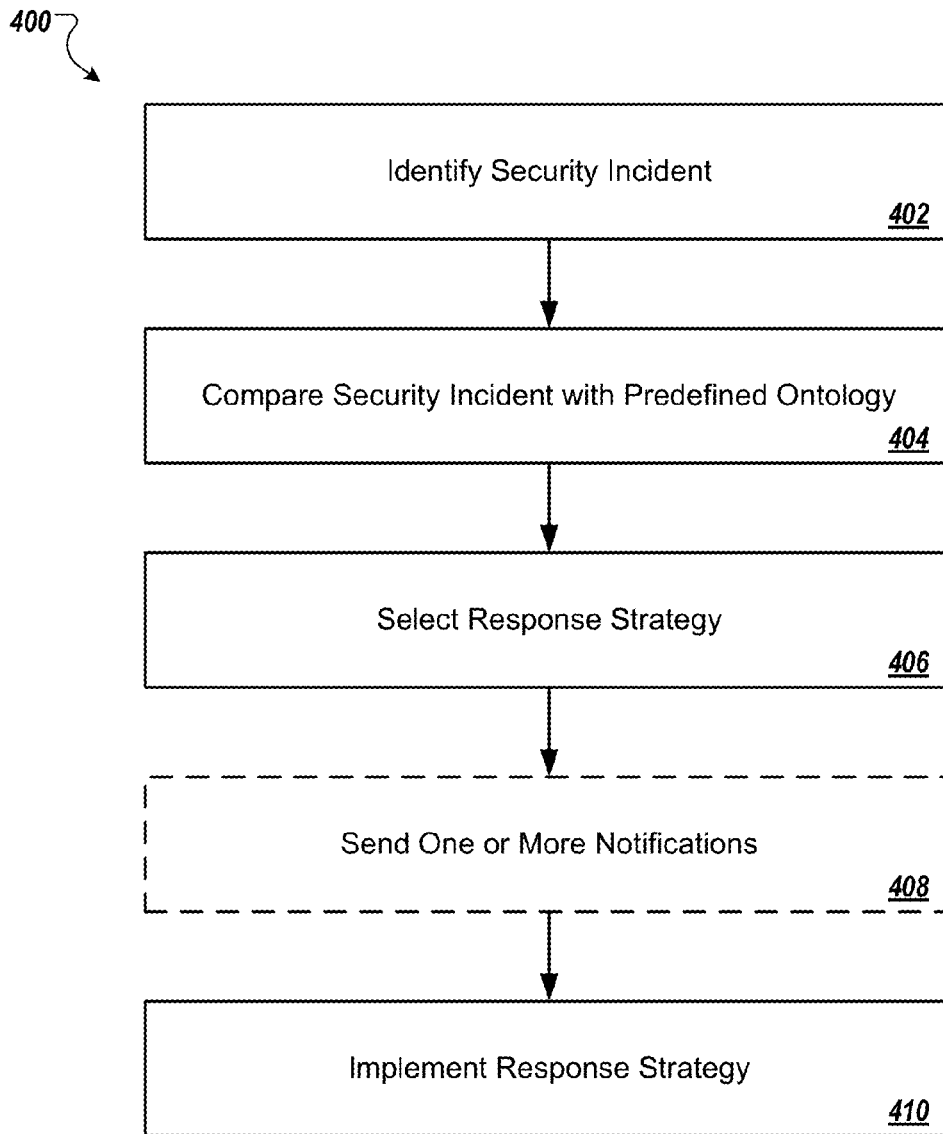 400
Identify Security Incident
402
Compare Security Incident with Predefined Ontology
404
Select Response Strategy
406
Send One or More Notifications
408
Implement Response Strategy
410